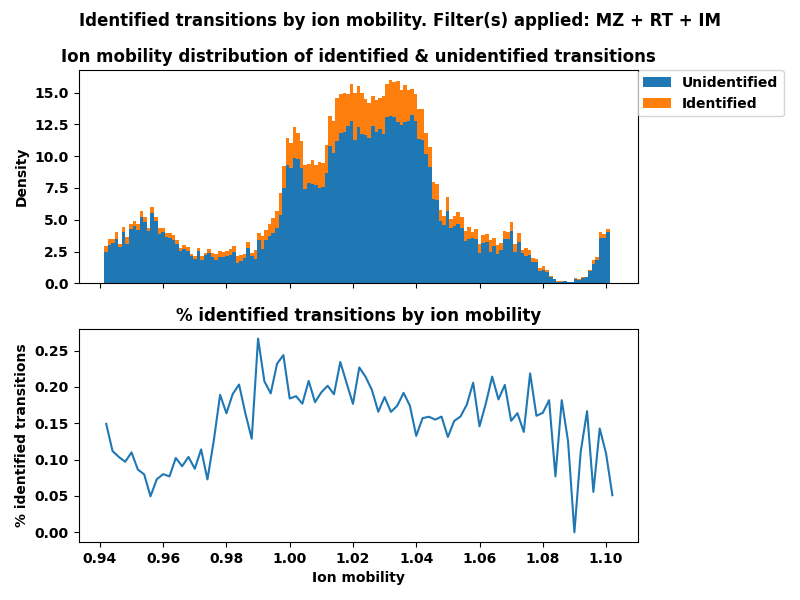 Identified transitions by ion mobility. Filter(s) applied: MZ + RT + IM
Ion mobility distribution of identified & unidentified transitions
Unidentified
Identified
Density
15.0
12.5
10.0
7.5
5.0
2.5
0.0
% identified transitions by ion mobility
% identified transitions
0.25
0.20
0.15
0.10
0.05
0.00
0.94 0.96 0.98 1.00 1.02 1.04 1.06 1.08 1.10
Ion mobility